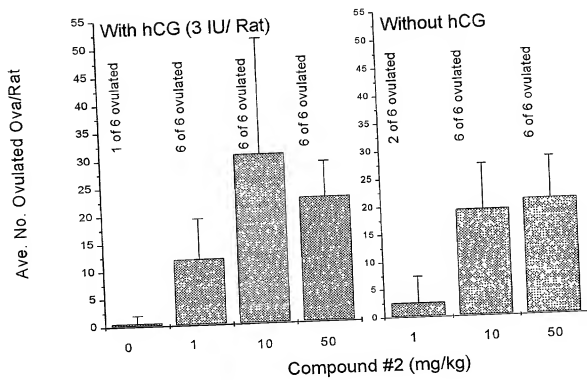 With hCG (3 IU/ Rat)
Without hCG
Ave. No. Ovulated Ova/Rat
55
50
45
40
35
30
25
20
15
10
5
0
1 of 6 ovulated
6 of 6 ovulated
6 of 6 ovulated
6 of 6 ovulated
0
1
10
50
55
50
45
40
35
30
25
20
15
10
5
0
2 of 6 ovulated
6 of 6 ovulated
6 of 6 ovulated
1
10
50
Compound #2 (mg/kg)